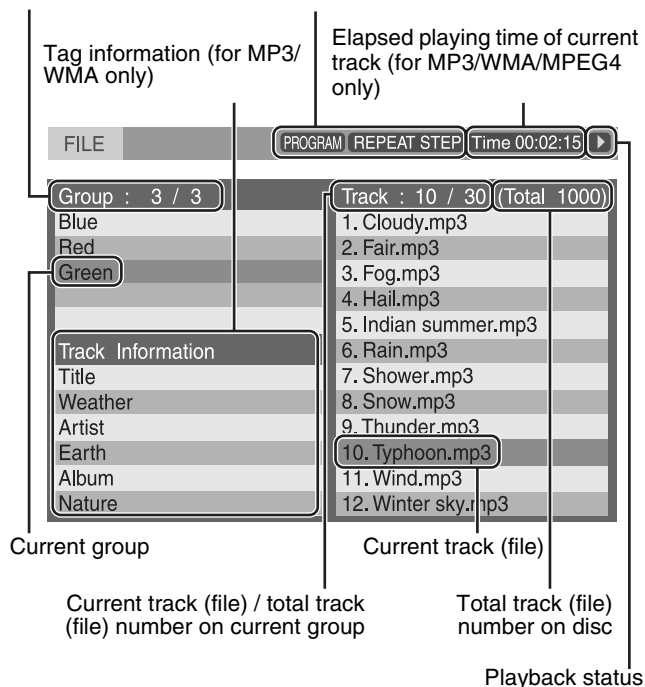 Tag information (for MP3/
WMA only)
Elapsed playing time of current
track (for MP3/WMA/MPEG4
only)
FILE
PROGRAM REPEAT STEP Time 00:02:15
Group : 3 / 3
Blue
Red
Green
Track Information
Title
Weather
Artist
Earth
Album
Nature
Track : 10 / 30 (Total 1000)
1. Cloudy.mp3
2. Fair.mp3
3. Fog.mp3
4. Hail.mp3
5. Indian summer.mp3
6. Rain.mp3
7. Shower.mp3
8. Snow.mp3
9. Thunder.mp3
10. Typhoon.mp3
11. Wind.mp3
12. Winter sky.mp3
Current group
Current track (file)
Current track (file) / total track
(file) number on current group
Total track (file)
number on disc
Playback status